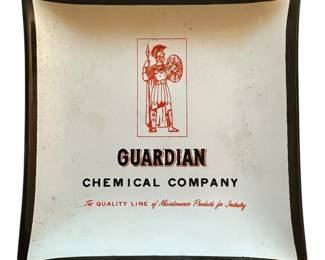 GUARDIAN
CHEMICAL COMPANY
The QUALITY LINE of Maintenance Products for Industry